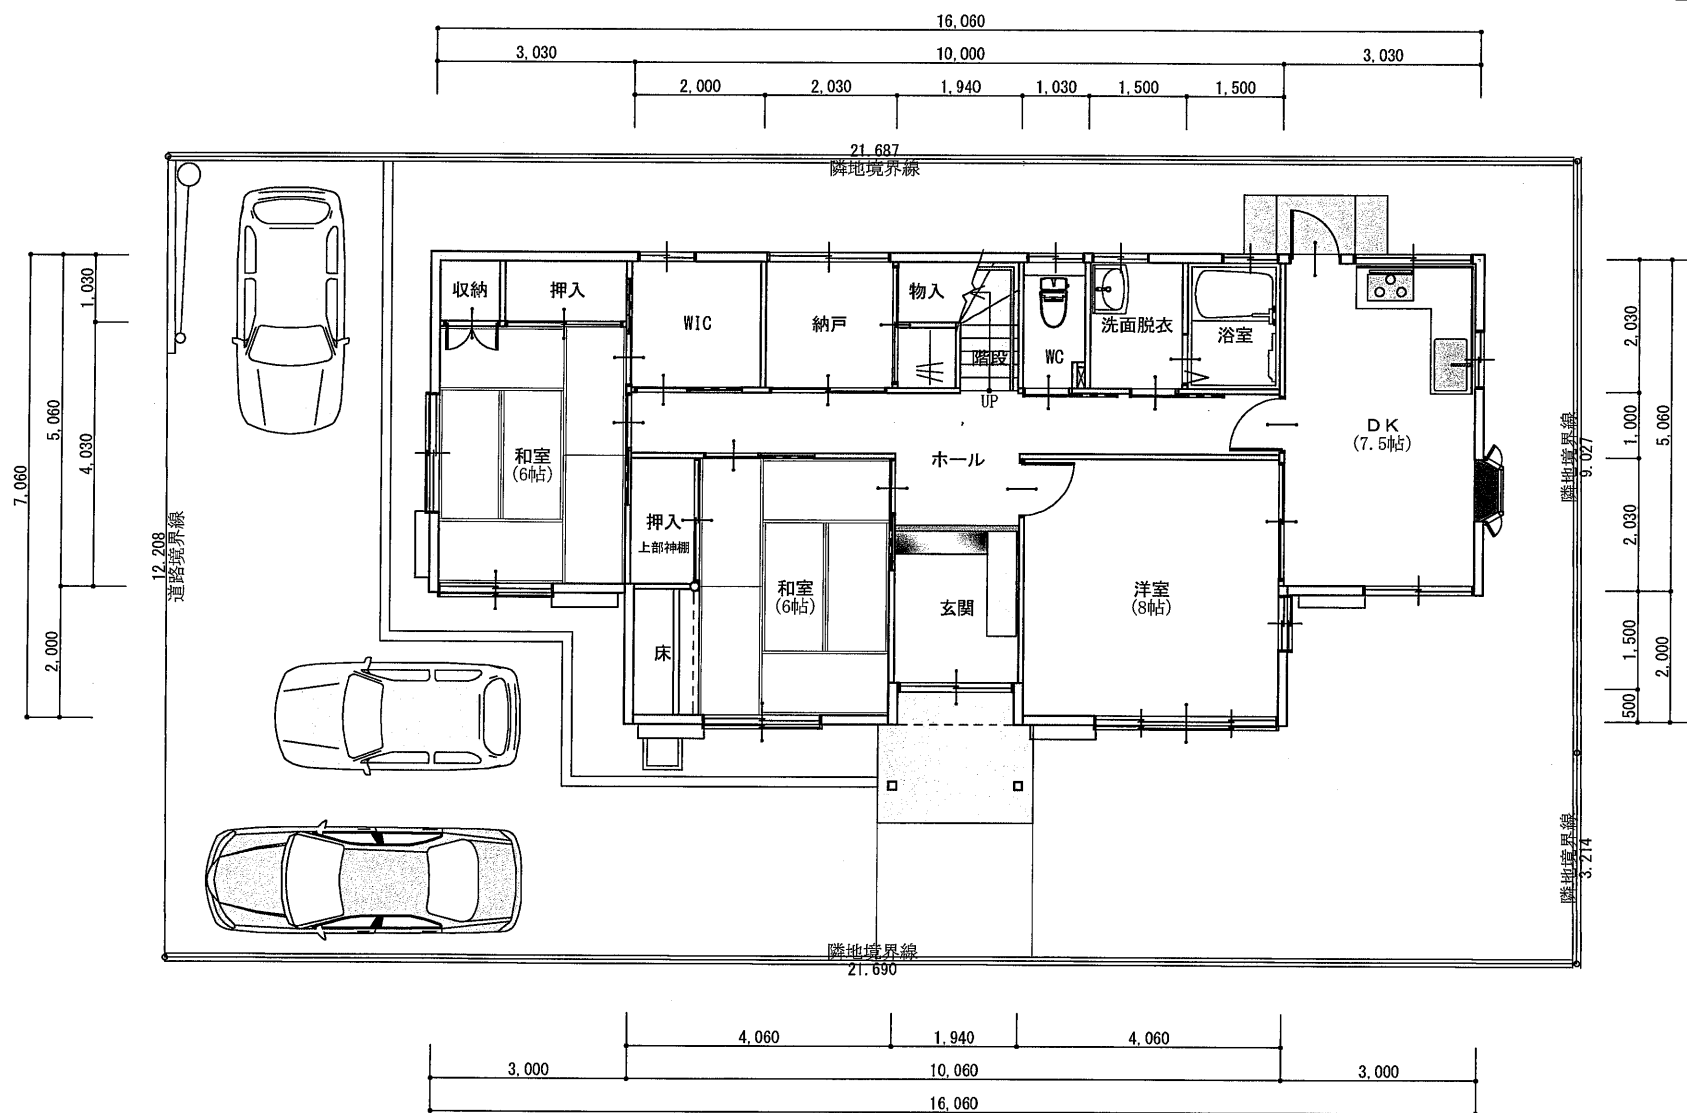 16,060
3,030
10,000
3,030
2,000
2,030
1,940
1,030
1,500
1,500
21.687
隣地境界線
7,060
5,060
2,000
1,030
4,030
12.208
道路境界線
収納
押入
WIC
納戸
物入
階段
UP
WC
洗面脱衣
浴室
DK
(7.5帖)
和室
(6帖)
ホール
押入
上部神棚
和室
(6帖)
床
玄関
洋室
(8帖)
隣地境界線
9.027
隣地境界線
3.214
2,030
1,000
2,030
1,500
500
5,060
2,000
隣地境界線
21.690
4,060
1,940
4,060
3,000
10,060
3,000
16,060